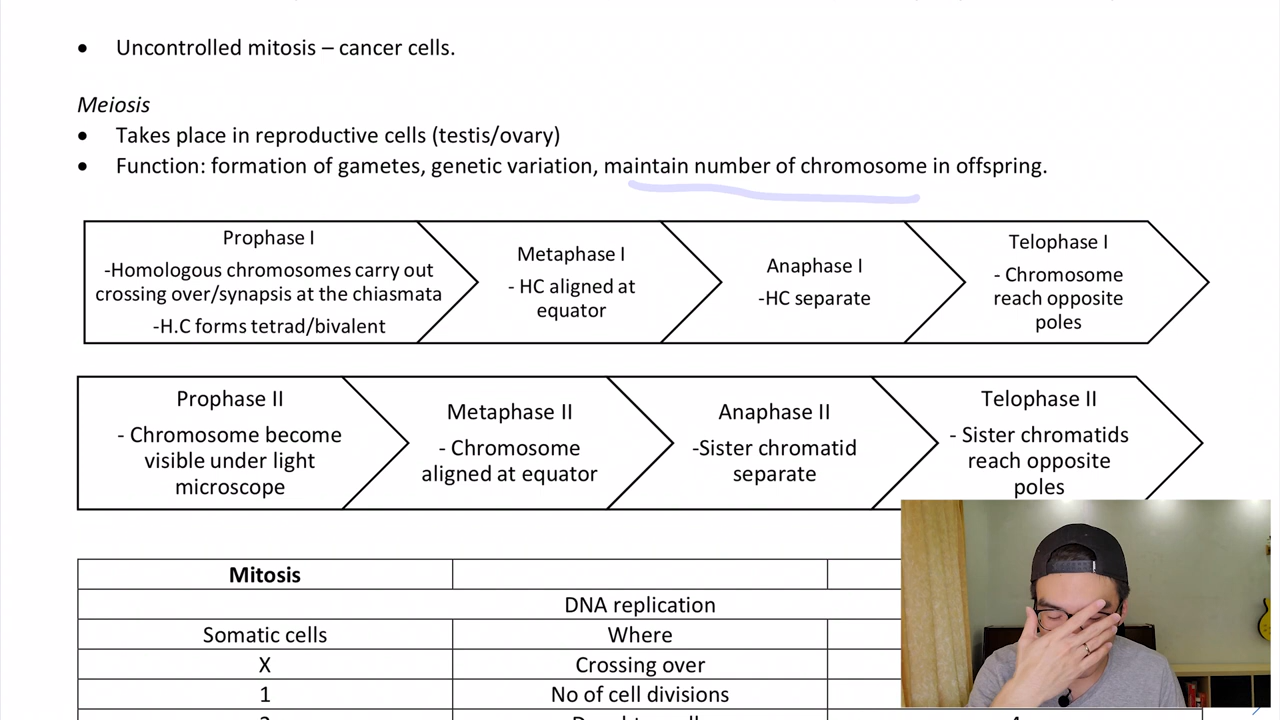 • Uncontrolled mitosis – cancer cells.
Meiosis
• Takes place in reproductive cells (testis/ovary)
• Function: formation of gametes, genetic variation, maintain number of chromosome in offspring.
Prophase I
-Homologous chromosomes carry out
crossing over/synapsis at the chiasmata
-H.C forms tetrad/bivalent
Metaphase I
- HC aligned at
equator
Anaphase I
-HC separate
Telophase I
- Chromosome
reach opposite
poles
Prophase II
- Chromosome become
visible under light
microscope
Metaphase II
- Chromosome
aligned at equator
Anaphase II
-Sister chromatid
separate
Telophase II
- Sister chromatids
reach opposite
poles
Mitosis
DNA replication
Somatic cells Where
X Crossing over
1 No of cell divisions